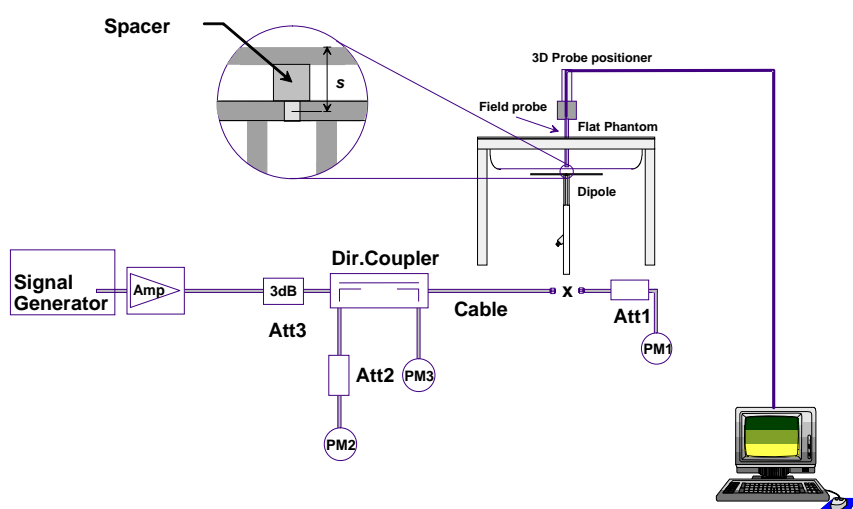 Spacer
s
3D Probe positioner
Field probe
Flat Phantom
Dipole
Dir.Coupler
Signal
Generator
Amp
3dB
Att3
Cable
x
Att1
PM1
Att2
PM3
PM2